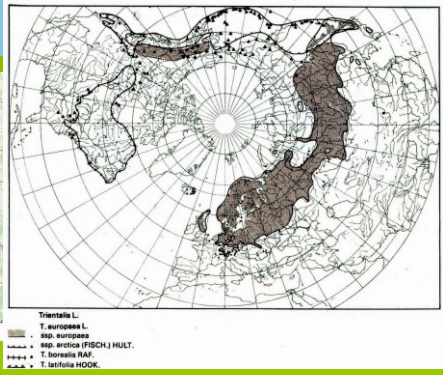 Trientalis L.
T. europaea L.
ssp. europaea
ssp. arctica (FISCH.) HULT.
T. borealis RAF.
T. latifolia HOOK.